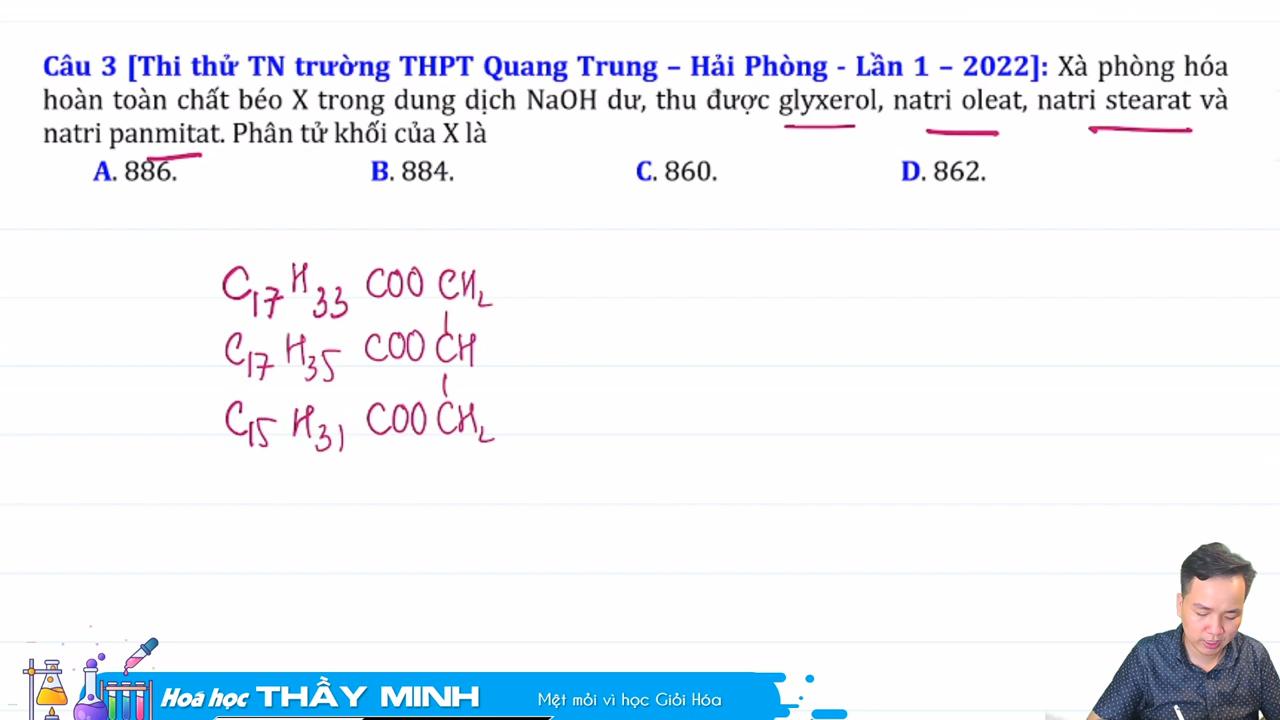 Câu 3 [Thi thử TN trường THPT Quang Trung – Hải Phòng - Lần 1 – 2022]: Xà phòng hóa
hoàn toàn chất béo X trong dung dịch NaOH dư, thu được glyxerol, natri oleat, natri stearat và
natri panmitat. Phân tử khối của X là
A. 886. B. 884. C. 860. D. 862.
C17H33 COO CH2
C17H35 COO CH
C15H31 COO CH2
Hoá học THẦY MINH Mệt mỏi vì học Giỏi Hóa